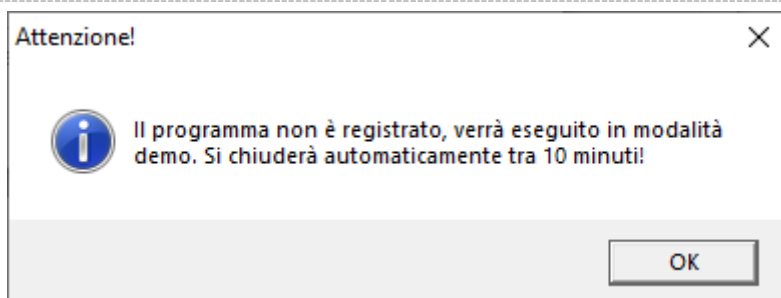 Attenzione!
Il programma non è registrato, verrà eseguito in modalità
demo. Si chiuderà automaticamente tra 10 minuti!
OK